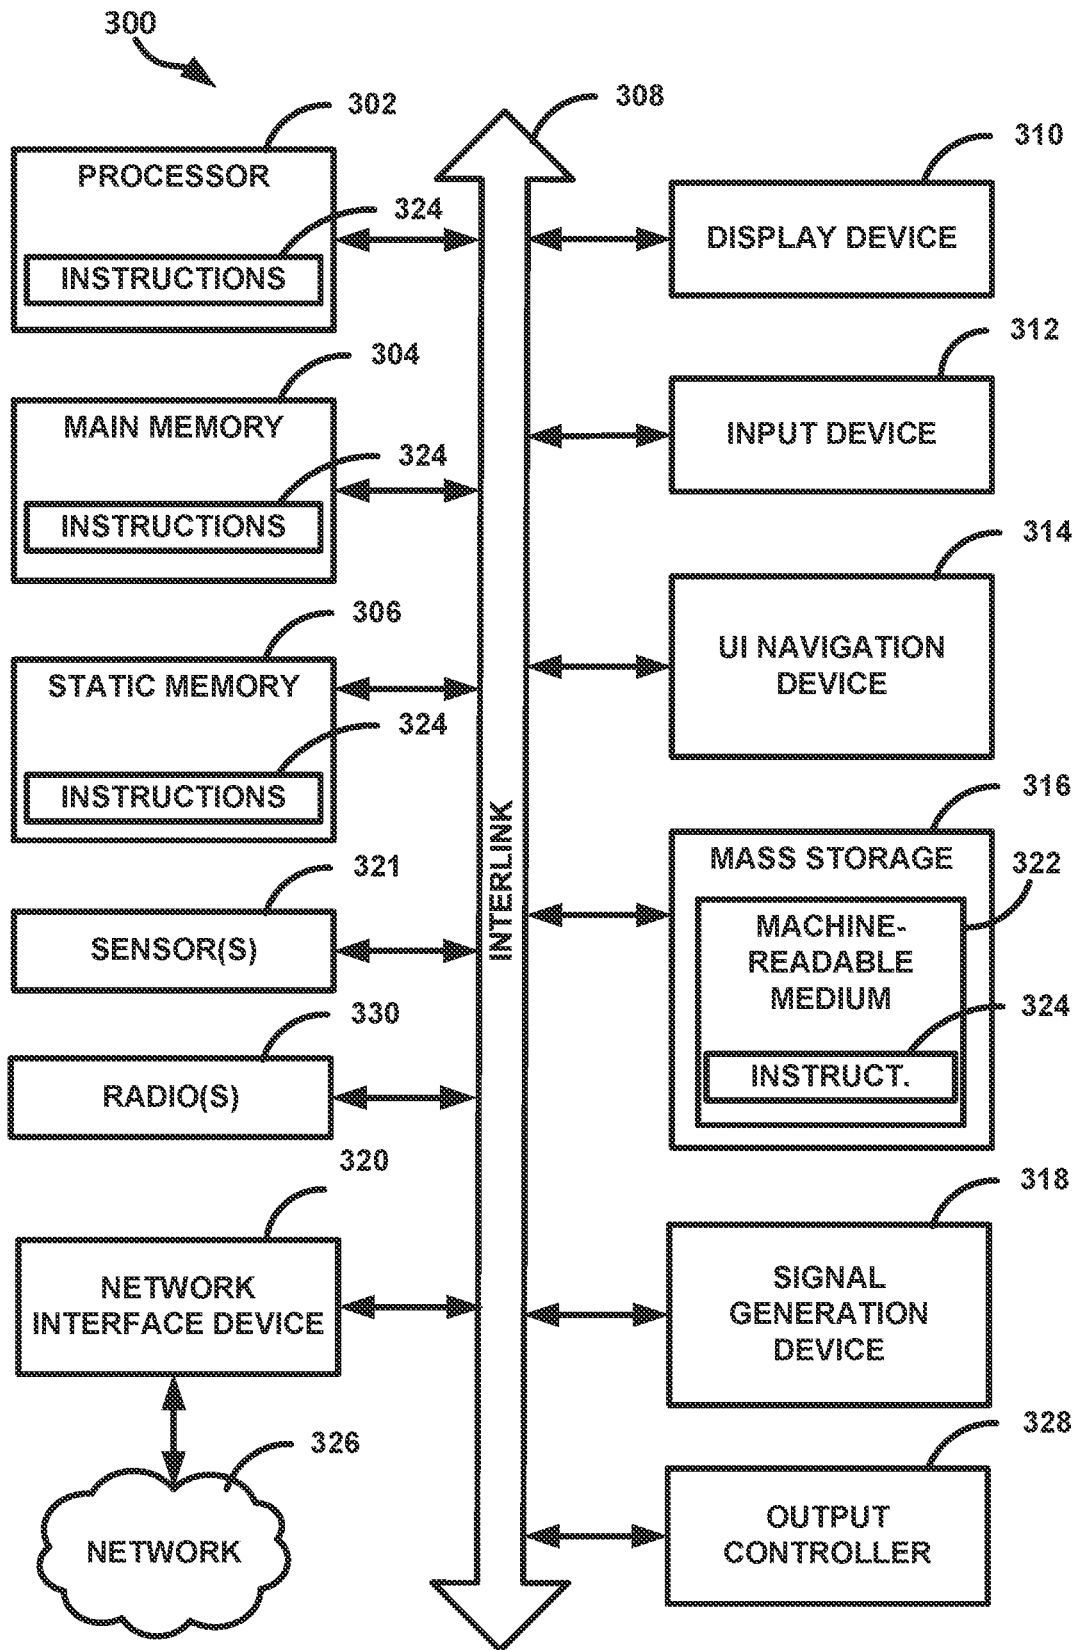 300
302
PROCESSOR
324
INSTRUCTIONS
304
MAIN MEMORY
324
INSTRUCTIONS
306
STATIC MEMORY
324
INSTRUCTIONS
321
SENSOR(S)
330
RADIO(S)
320
NETWORK
INTERFACE DEVICE
326
NETWORK
308
INTERLINK
310
DISPLAY DEVICE
312
INPUT DEVICE
314
UI NAVIGATION
DEVICE
316
MASS STORAGE
322
MACHINE-
READABLE
MEDIUM
324
INSTRUCT.
318
SIGNAL
GENERATION
DEVICE
328
OUTPUT
CONTROLLER